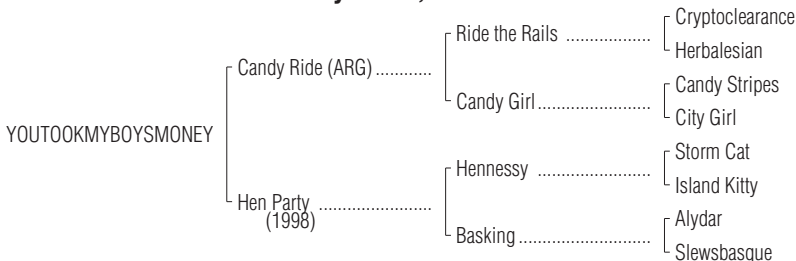 Cryptoclearance
Ride the Rails ..................
Herbalesian
Candy Ride (ARG) ............
Candy Stripes
Candy Girl ........................
City Girl
YOUTOOKMYBOYSMONEY
Storm Cat
Hennessy ........................
Island Kitty
Hen Party ........................
(1998)
Alydar
Basking ............................
Slewsbasque